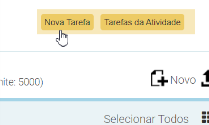 Nova Tarefa Tarefas da Atividade
nite: 5000) Novo
Selecionar Todos